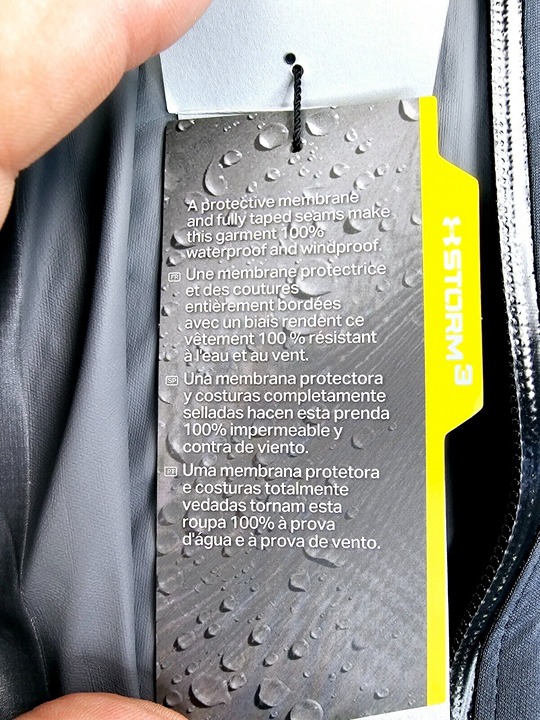 A protective membrane
and fully taped seams make
this garment 100%
waterproof and windproof.
FR Une membrane protectrice
et des coutures
entièrement bordées
avec un biais rendent ce
vêtement 100 % résistant
à l'eau et au vent.
SP Una membrana protectora
y costuras completamente
selladas hacen esta prenda
100% impermeable y
contra de viento.
PT Uma membrana protetora
e costuras totalmente
vedadas tornam esta
roupa 100% à prova
d'água e à prova de vento.
STORM 3